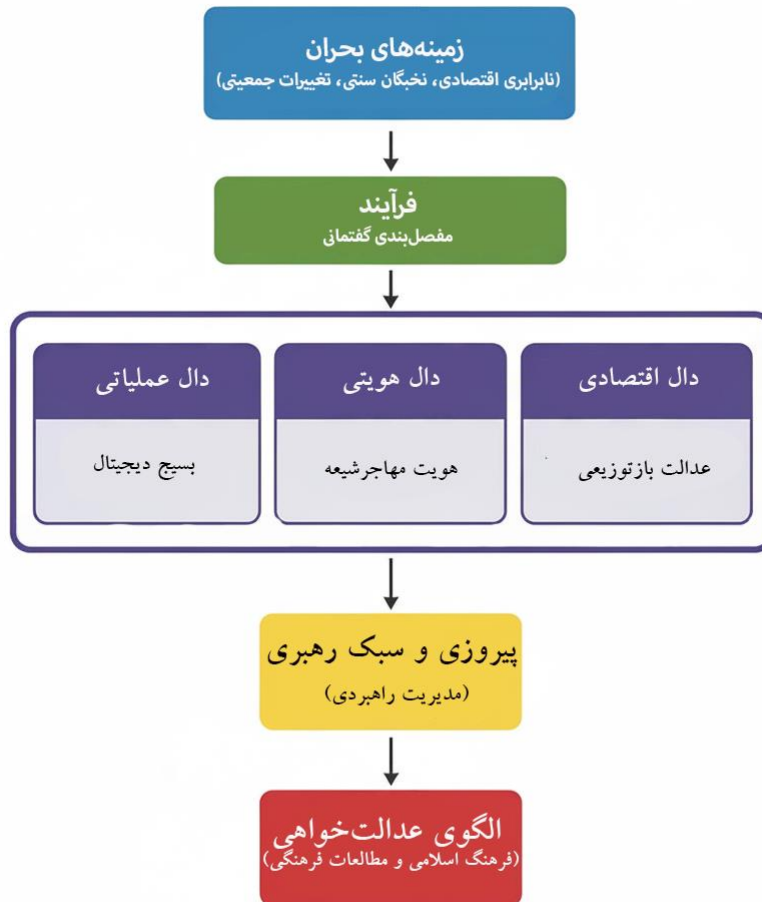 زمینه‌های بحران
(نابرابری اقتصادی، نخبگان سنتی، تغییرات جمعیتی)
فرآیند
مفصل‌بندی گفتمانی
دال اقتصادی
عدالت بازتوزیعی
دال هویتی
هویت مهاجرشیعه
دال عملیاتی
بسیج دیجیتال
پیروزی و سبک رهبری
(مدیریت راهبردی)
الگوی عدالت‌خواهی
(فرهنگ اسلامی و مطالعات فرهنگی)